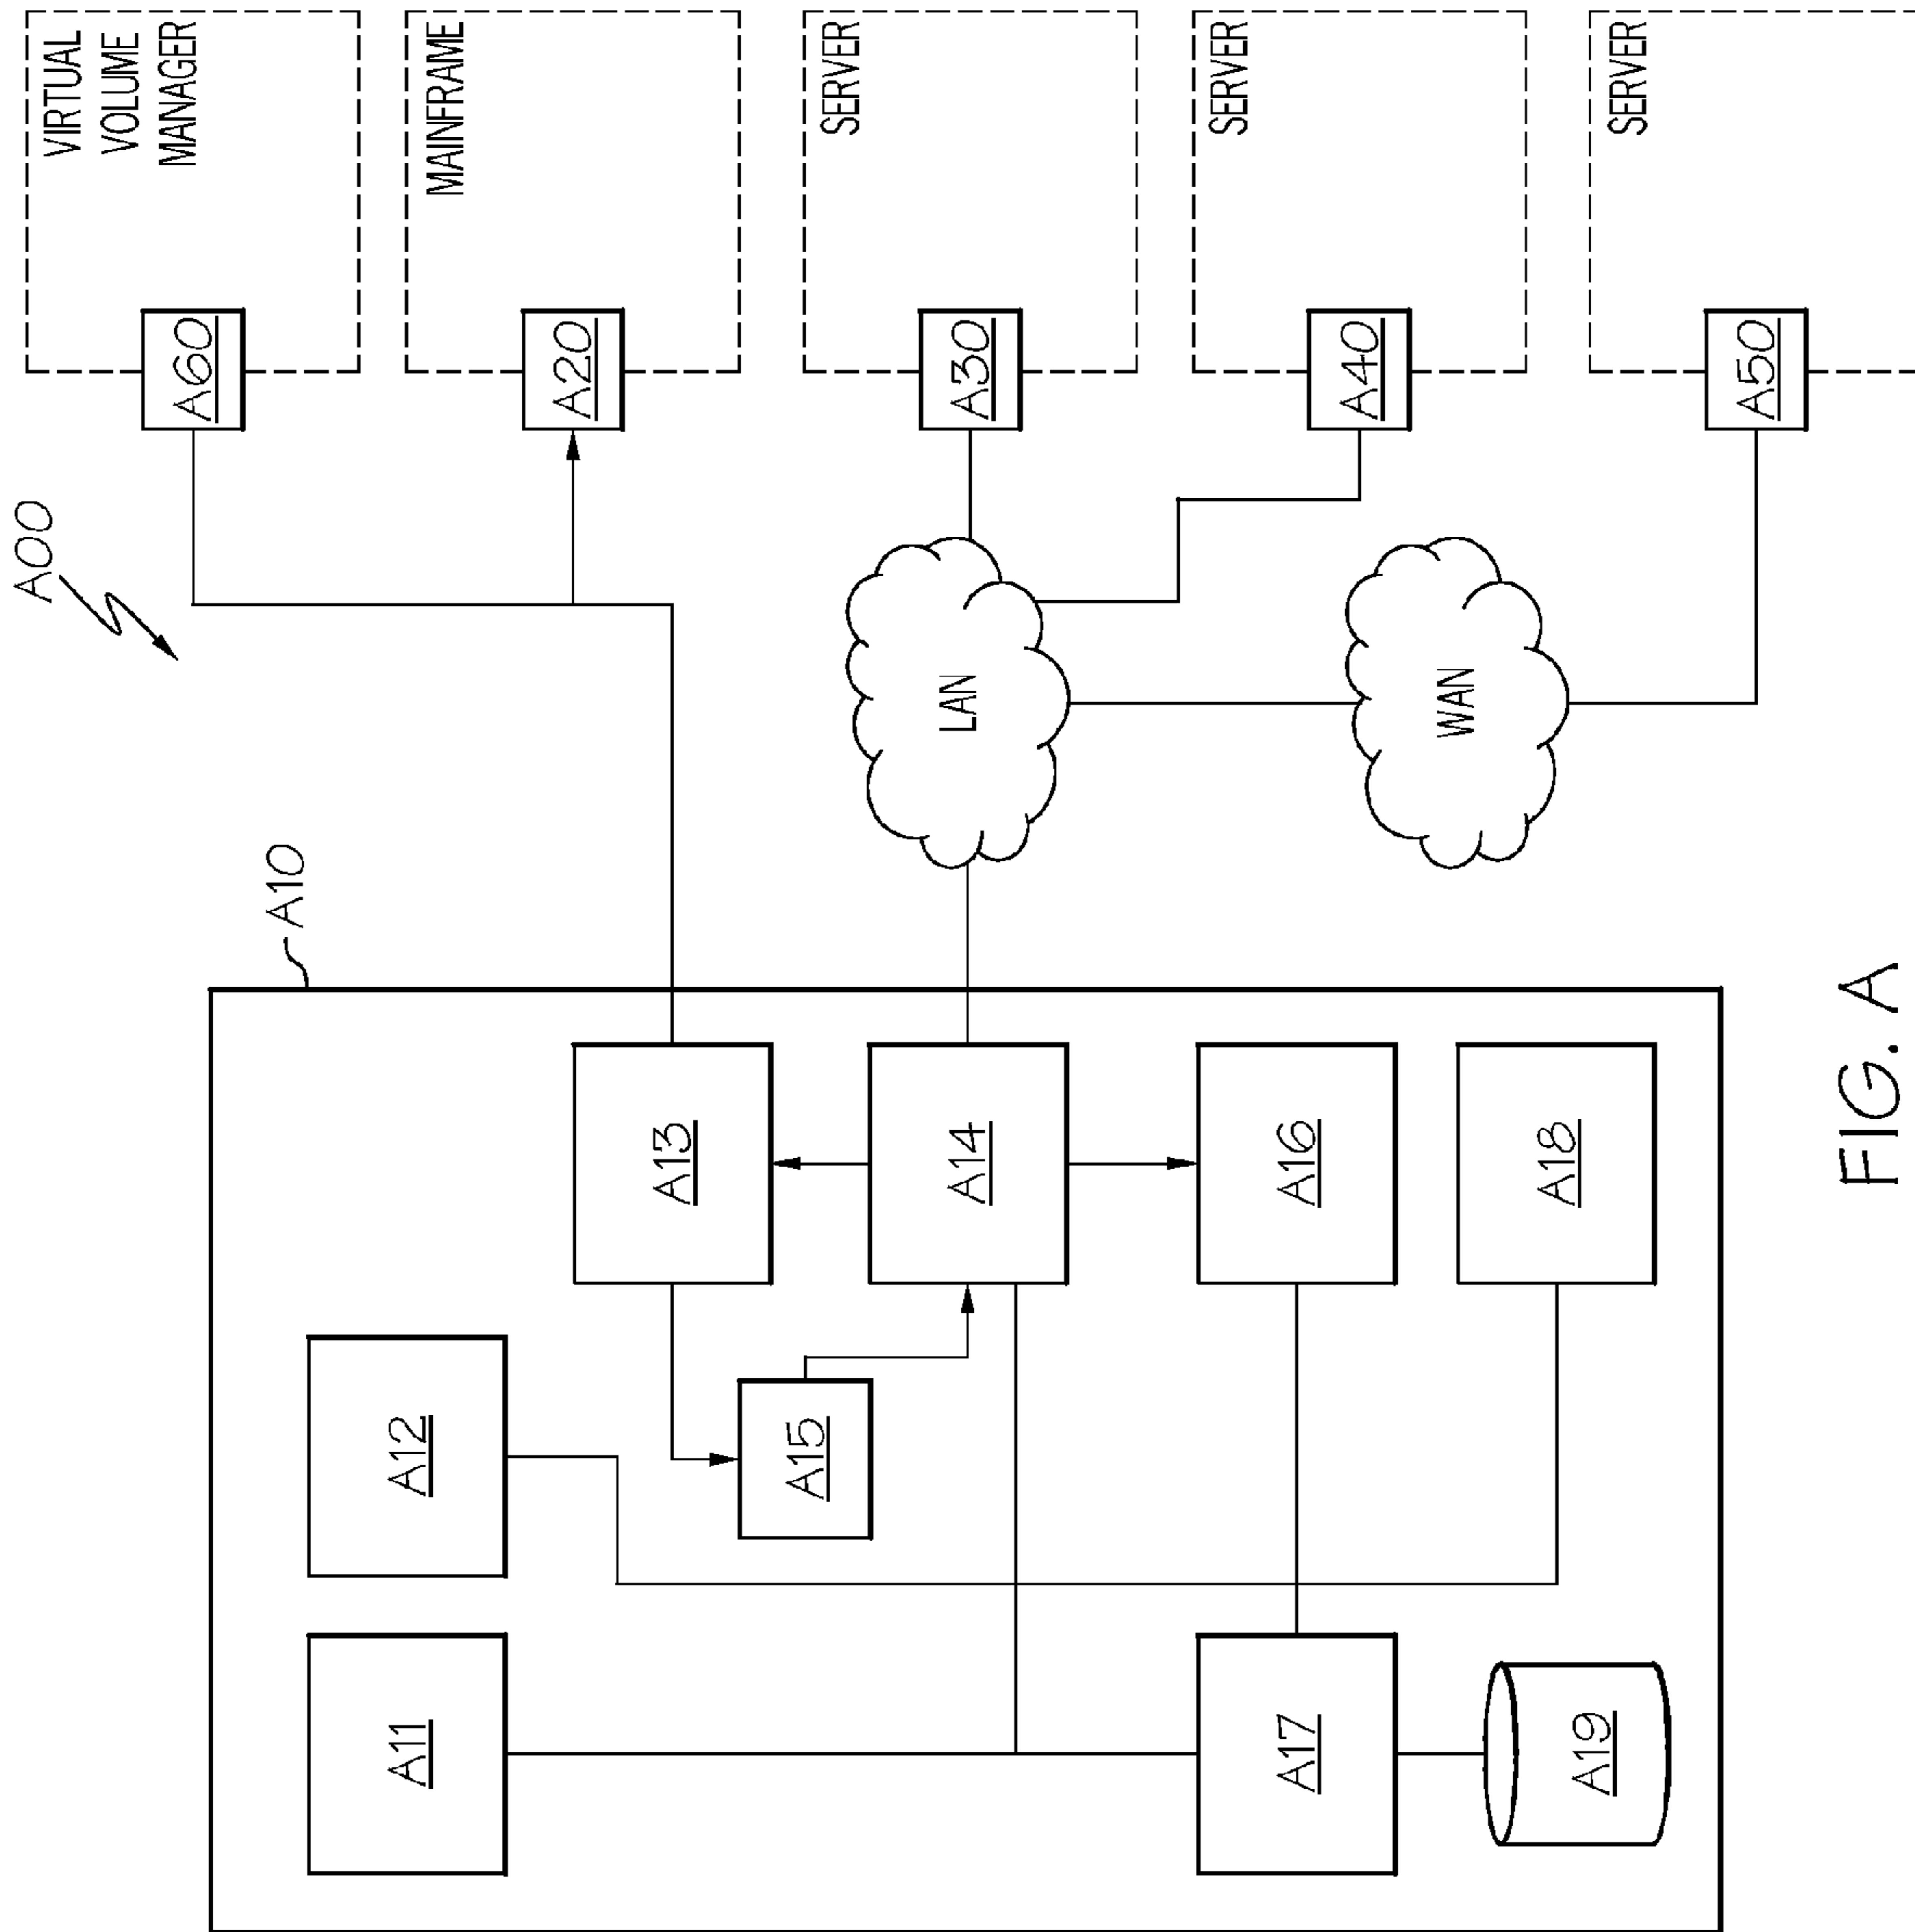 A00
A10
A11
A12
A13
A14
A15
A16
A17
A18
A19
LAN
WAN
A60
VIRTUAL
VOLUME
MANAGER
A20
MAINFRAME
A30
SERVER
A40
SERVER
A50
SERVER
FIG. A